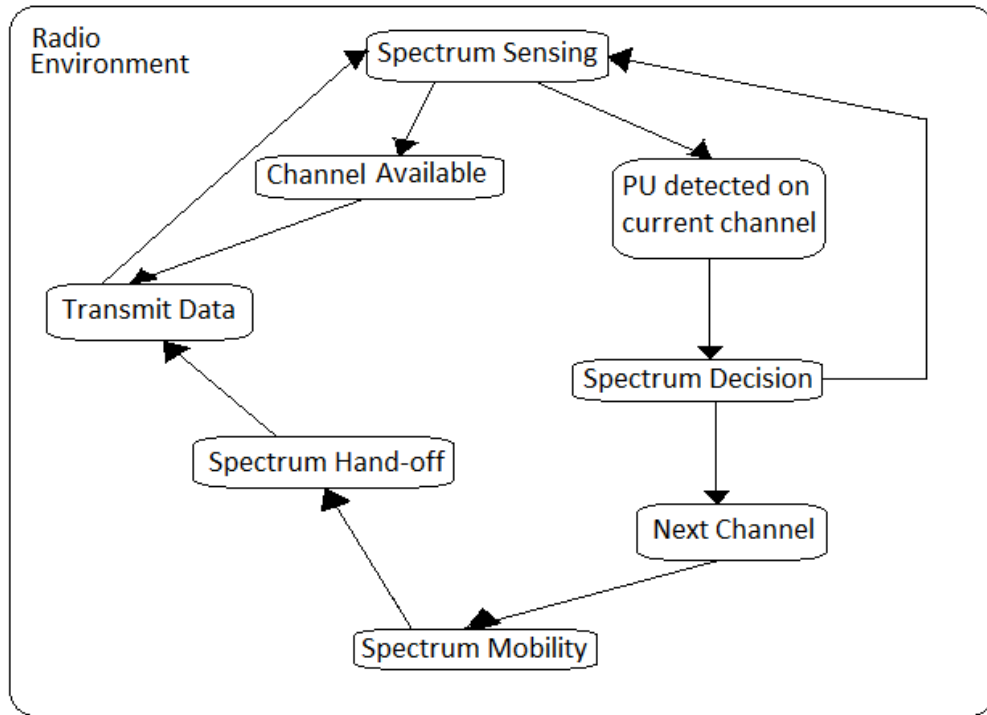 Radio
Environment
Spectrum Sensing
Channel Available
PU detected on
current channel
Transmit Data
Spectrum Decision
Spectrum Hand-off
Next Channel
Spectrum Mobility